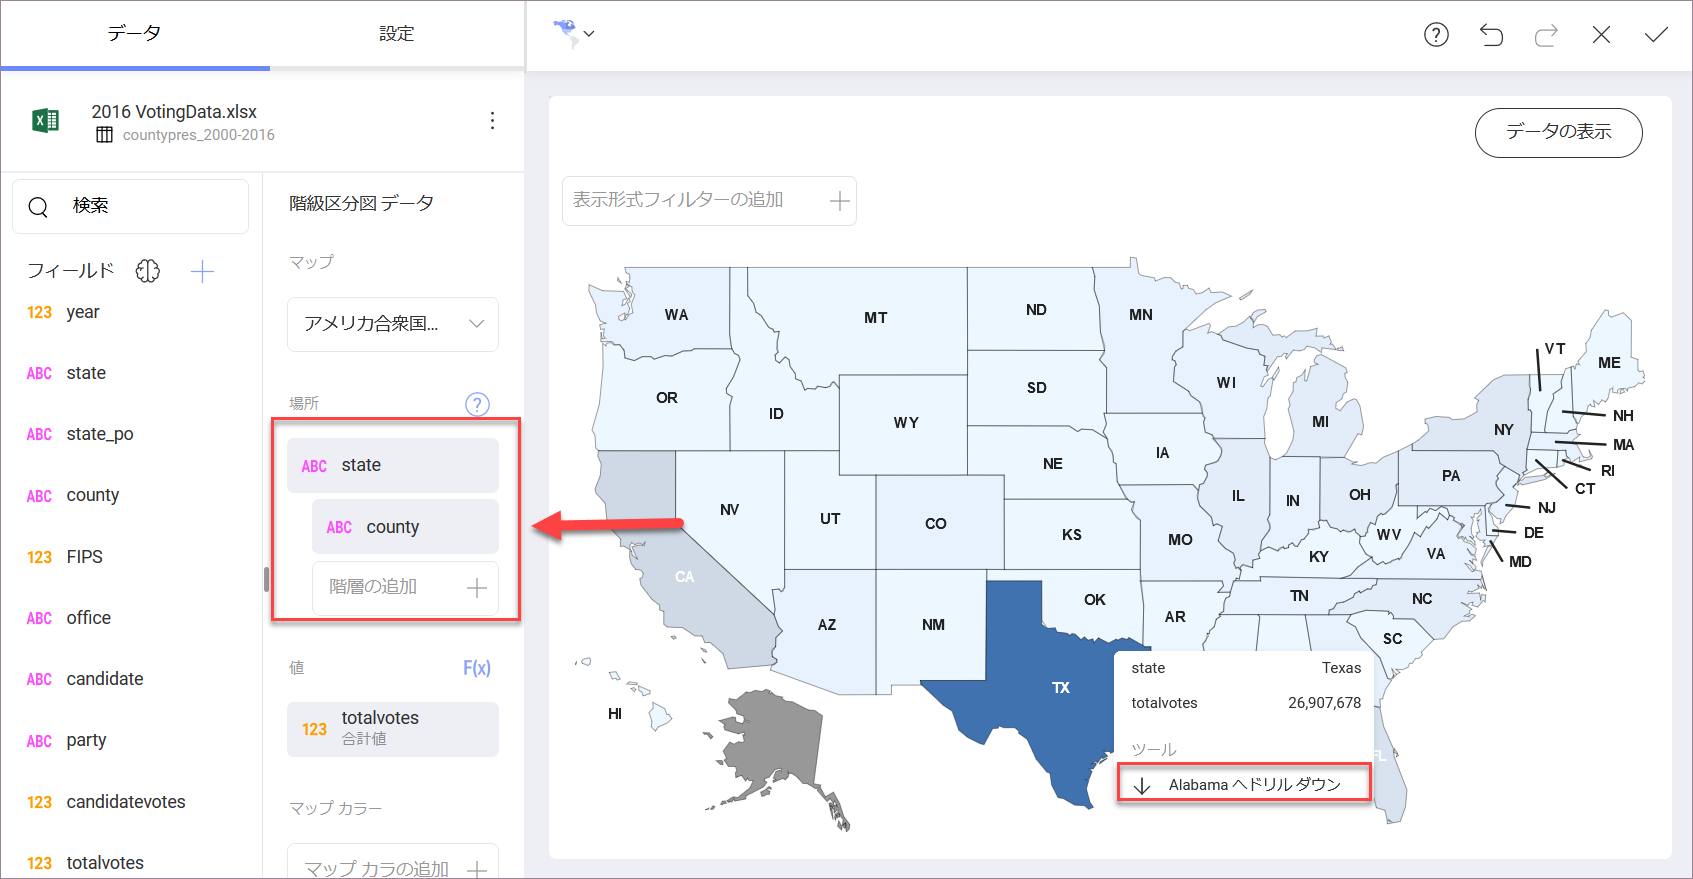 データ
設定
2016 VotingData.xlsx
countypres_2000-2016
検索
フィールド
123 year
ABC state
ABC state_po
ABC county
123 FIPS
ABC office
ABC candidate
ABC party
123 candidatevotes
123 totalvotes
階級区分図 データ
マップ
アメリカ合衆国...
場所
?
ABC state
ABC county
階層の追加
値
F(x)
123 totalvotes
合計値
マップ カラー
マップ カラの追加
?
データの表示
表示形式フィルターの追加
WA
MT
ND
MN
VT
ME
OR
ID
SD
WI
MI
NY
NH
WY
IA
MA
NE
PA
RI
CT
NV
UT
CO
IL
IN
OH
NJ
KS
MO
WV
VA
DE
MD
KY
CA
TN
NC
AZ
NM
OK
AR
SC
TX
HI
FL
state Texas
totalvotes 26,907,678
ツール
Alabama へドリル ダウン